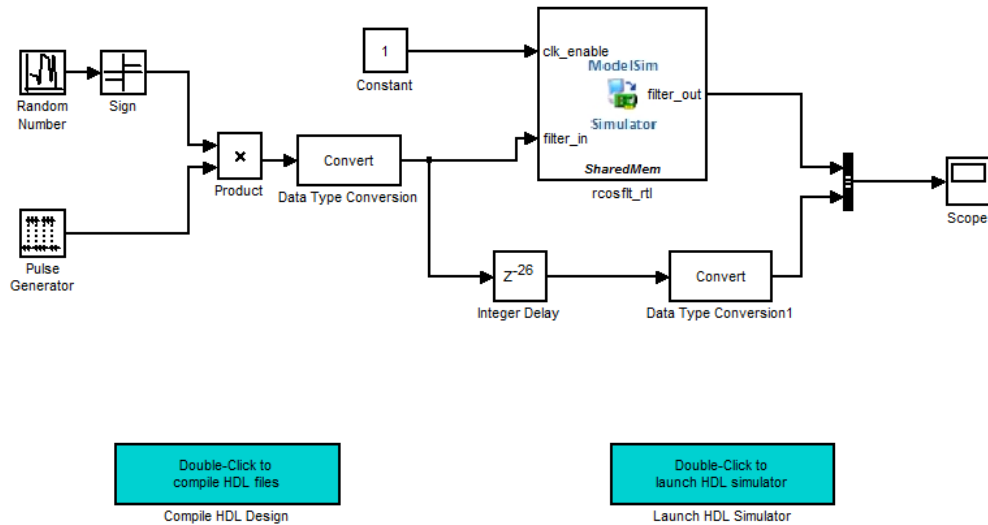 Random
Number
Sign
Pulse
Generator
×
Product
Convert
Data Type Conversion
1
Constant
clk_enable
filter_in
ModelSim
Simulator
filter_out
SharedMem
rcosflt_rtl
Z-26
Integer Delay
Convert
Data Type Conversion1
Scope
Double-Click to
compile HDL files
Compile HDL Design
Double-Click to
launch HDL simulator
Launch HDL Simulator